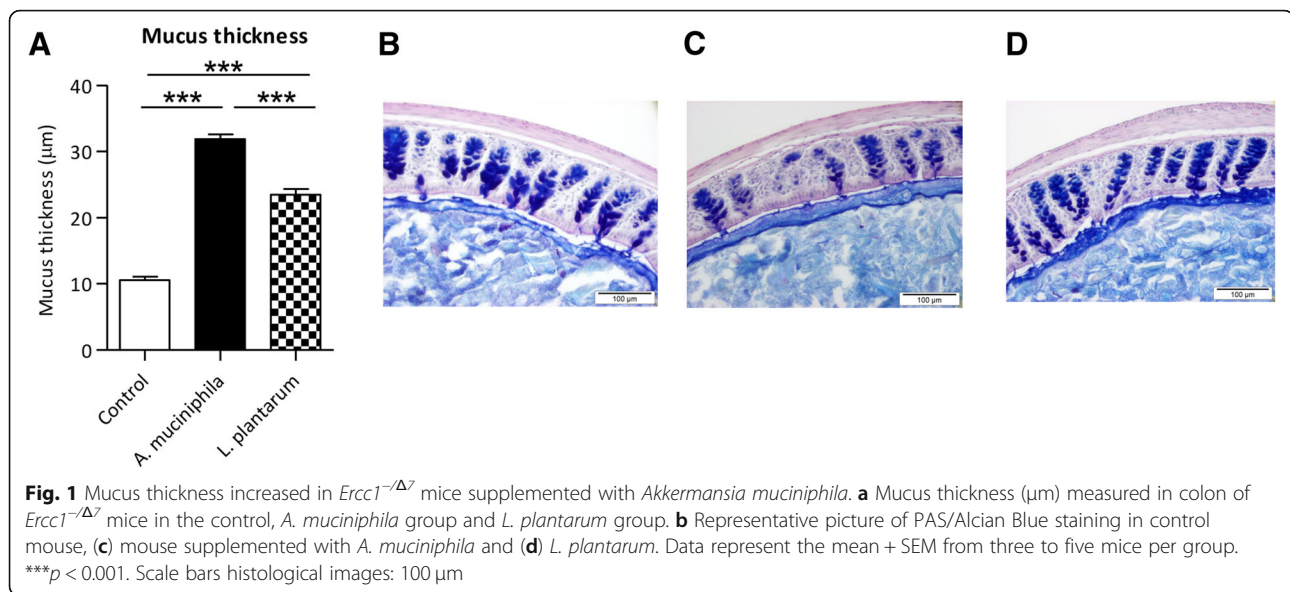 A
Mucus thickness
***
*** ***
40
30
20
10
0
Mucus thickness (µm)
Control
A. muciniphila
L. plantarum
B
100 µm
C
100 µm
D
100 µm
Fig. 1 Mucus thickness increased in Ercc1⁻/Δ7 mice supplemented with Akkermansia muciniphila. a Mucus thickness (µm) measured in colon of
Ercc1⁻/Δ7 mice in the control, A. muciniphila group and L. plantarum group. b Representative picture of PAS/Alcian Blue staining in control
mouse, (c) mouse supplemented with A. muciniphila and (d) L. plantarum. Data represent the mean + SEM from three to five mice per group.
***p < 0.001. Scale bars histological images: 100 µm